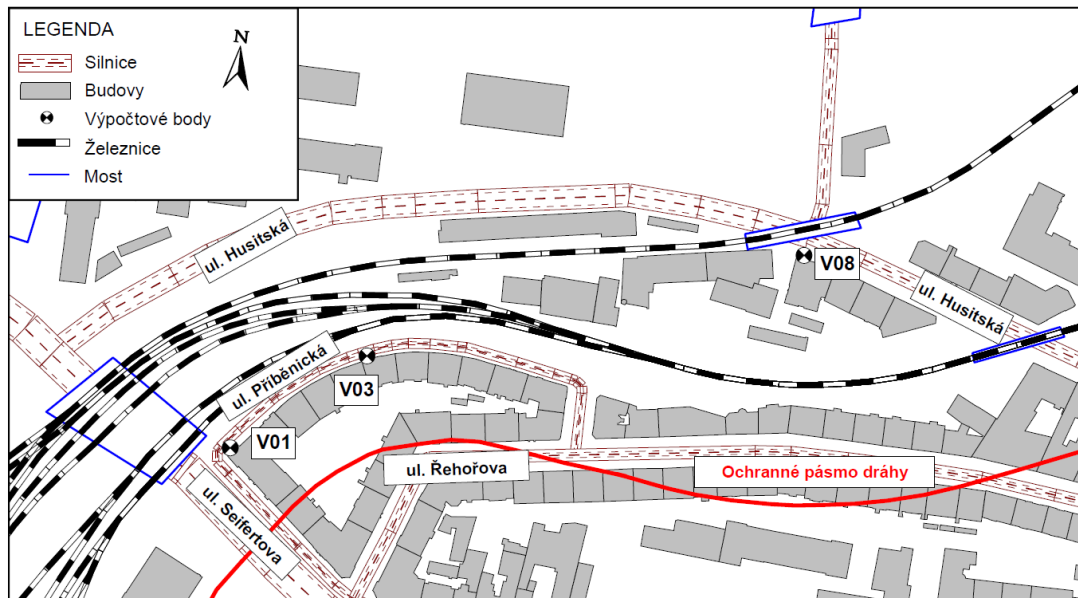 LEGENDA
Silnice
Budovy
Výpočtové body
Železnice
Most
N
ul. Husitská
V08
ul. Husitská
ul. Příběnická
V03
V01
ul. Řehořova
Ochranné pásmo dráhy
ul. Seifertova